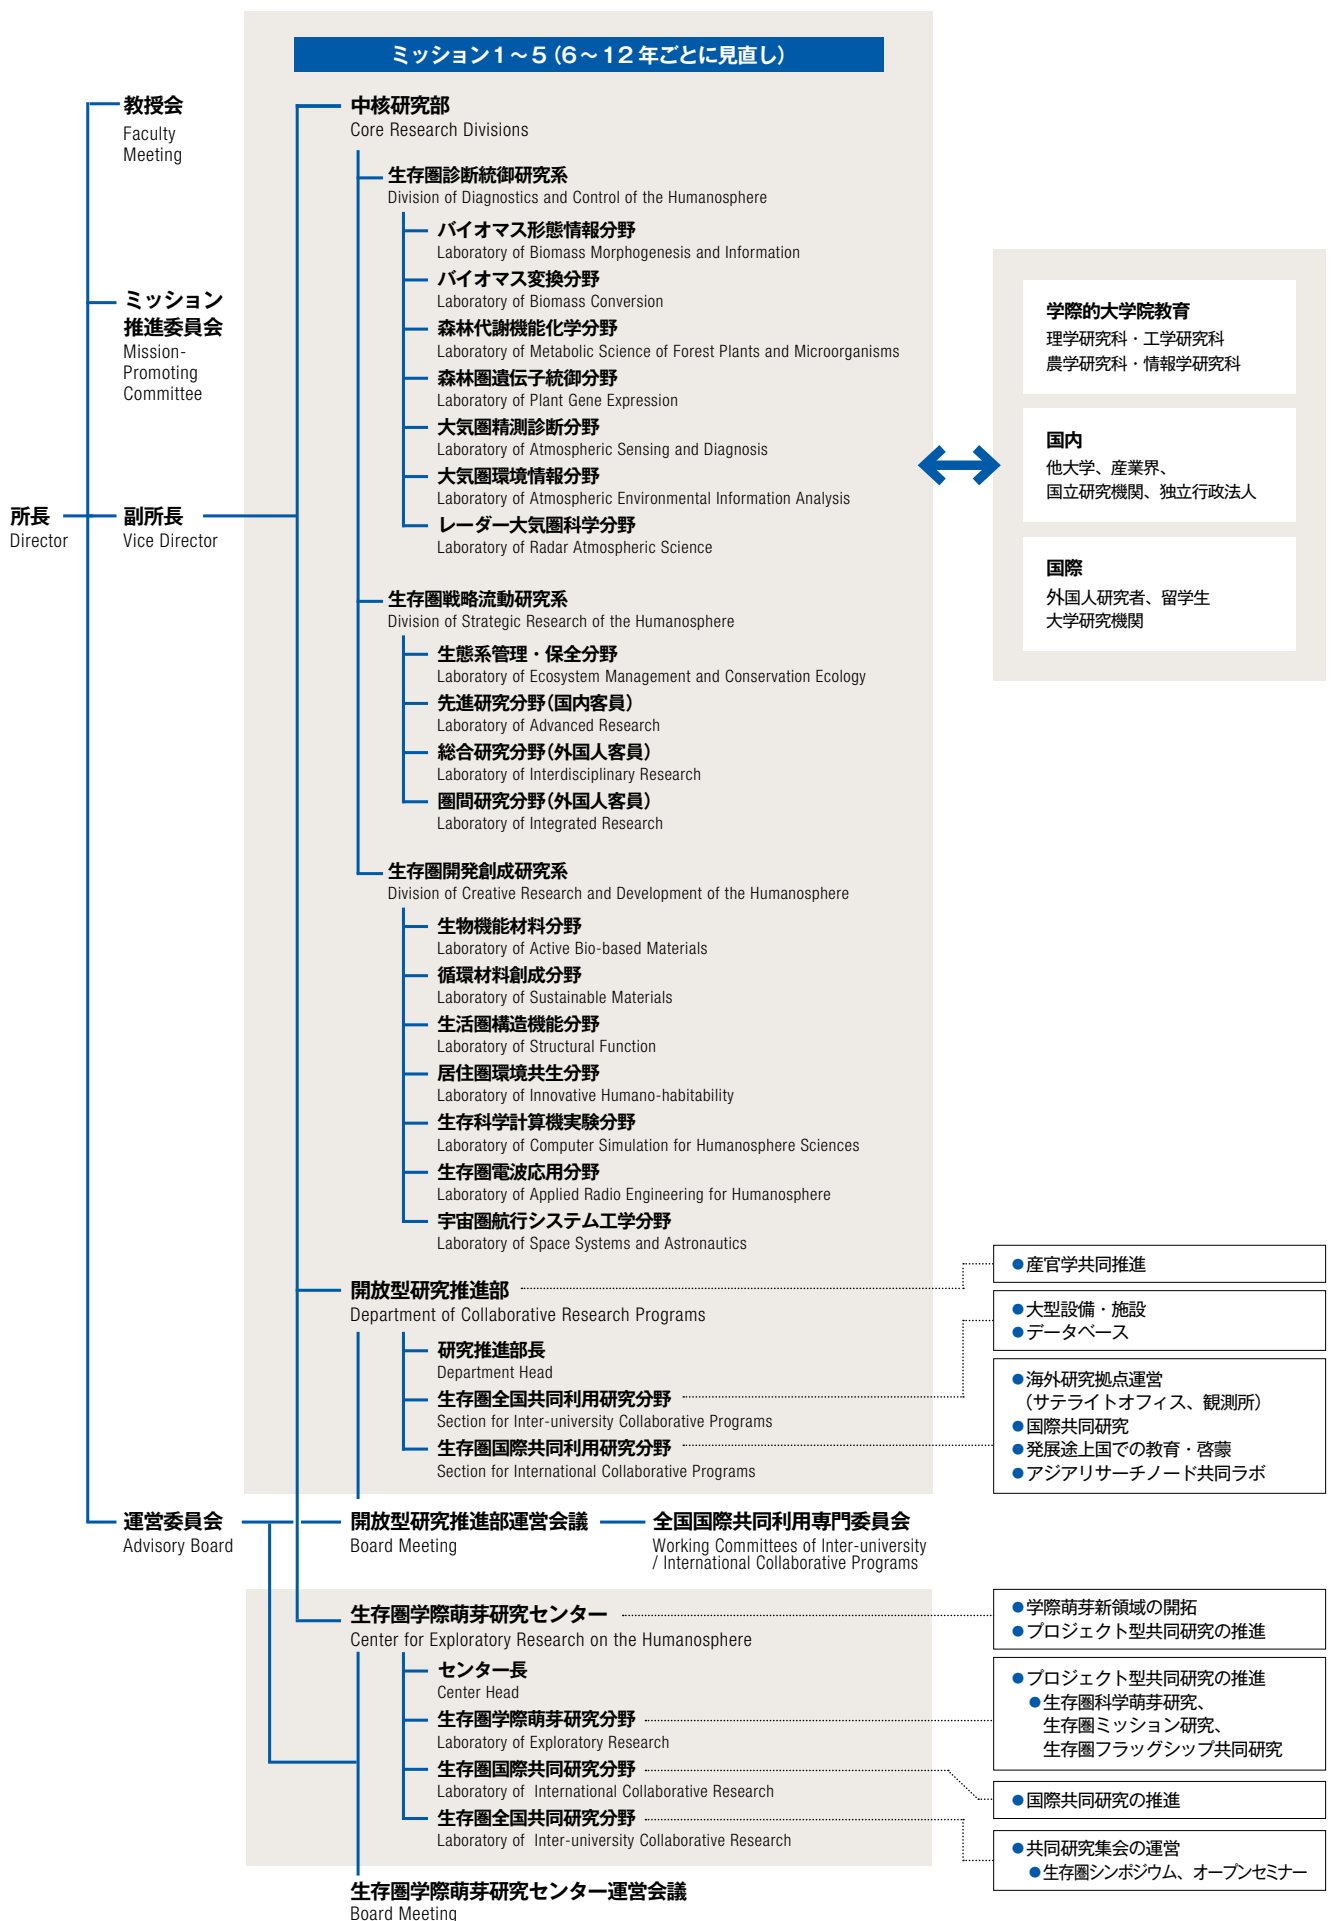 ミッション1～5（6～12年ごとに見直し）
教授会
Faculty
Meeting
ミッション
推進委員会
Mission-
Promoting
Committee
所長
Director
副所長
Vice Director
中核研究部
Core Research Divisions
生存圏診断統御研究系
Division of Diagnostics and Control of the Humanosphere
バイオマス形態情報分野
Laboratory of Biomass Morphogenesis and Information
バイオマス変換分野
Laboratory of Biomass Conversion
森林代謝機能化学分野
Laboratory of Metabolic Science of Forest Plants and Microorganisms
森林圏遺伝子統御分野
Laboratory of Plant Gene Expression
大気圏精測診断分野
Laboratory of Atmospheric Sensing and Diagnosis
大気圏環境情報分野
Laboratory of Atmospheric Environmental Information Analysis
レーダー大気圏科学分野
Laboratory of Radar Atmospheric Science
生存圏戦略流動研究系
Division of Strategic Research of the Humanosphere
生態系管理・保全分野
Laboratory of Ecosystem Management and Conservation Ecology
先進研究分野（国内客員）
Laboratory of Advanced Research
総合研究分野（外国人客員）
Laboratory of Interdisciplinary Research
圏間研究分野（外国人客員）
Laboratory of Integrated Research
生存圏開発創成研究系
Division of Creative Research and Development of the Humanosphere
生物機能材料分野
Laboratory of Active Bio-based Materials
循環材料創成分野
Laboratory of Sustainable Materials
生活圏構造機能分野
Laboratory of Structural Function
居住圏環境共生分野
Laboratory of Innovative Humano-habitability
生存科学計算機実験分野
Laboratory of Computer Simulation for Humanosphere Sciences
生存圏電波応用分野
Laboratory of Applied Radio Engineering for Humanosphere
宇宙圏航行システム工学分野
Laboratory of Space Systems and Astronautics
学際的大学院教育
理学研究科・工学研究科
農学研究科・情報学研究科
国内
他大学、産業界、
国立研究機関、独立行政法人
国際
外国人研究者、留学生
大学研究機関
開放型研究推進部
Department of Collaborative Research Programs
研究推進部長
Department Head
生存圏全国共同利用研究分野
Section for Inter-university Collaborative Programs
生存圏国際共同利用研究分野
Section for International Collaborative Programs
●産官学共同推進
●大型設備・施設
●データベース
●海外研究拠点運営
（サテライトオフィス、観測所）
●国際共同研究
●発展途上国での教育・啓蒙
●アジアリサーチノード共同ラボ
運営委員会
Advisory Board
開放型研究推進部運営会議
Board Meeting
全国国際共同利用専門委員会
Working Committees of Inter-university
/ International Collaborative Programs
生存圏学際萌芽研究センター
Center for Exploratory Research on the Humanosphere
センター長
Center Head
生存圏学際萌芽研究分野
Laboratory of Exploratory Research
生存圏国際共同研究分野
Laboratory of International Collaborative Research
生存圏全国共同研究分野
Laboratory of Inter-university Collaborative Research
●学際萌芽新領域の開拓
●プロジェクト型共同研究の推進
●プロジェクト型共同研究の推進
●生存圏科学萌芽研究、
生存圏ミッション研究、
生存圏フラッグシップ共同研究
●国際共同研究の推進
●共同研究集会の運営
●生存圏シンポジウム、オープンセミナー
生存圏学際萌芽研究センター運営会議
Board Meeting